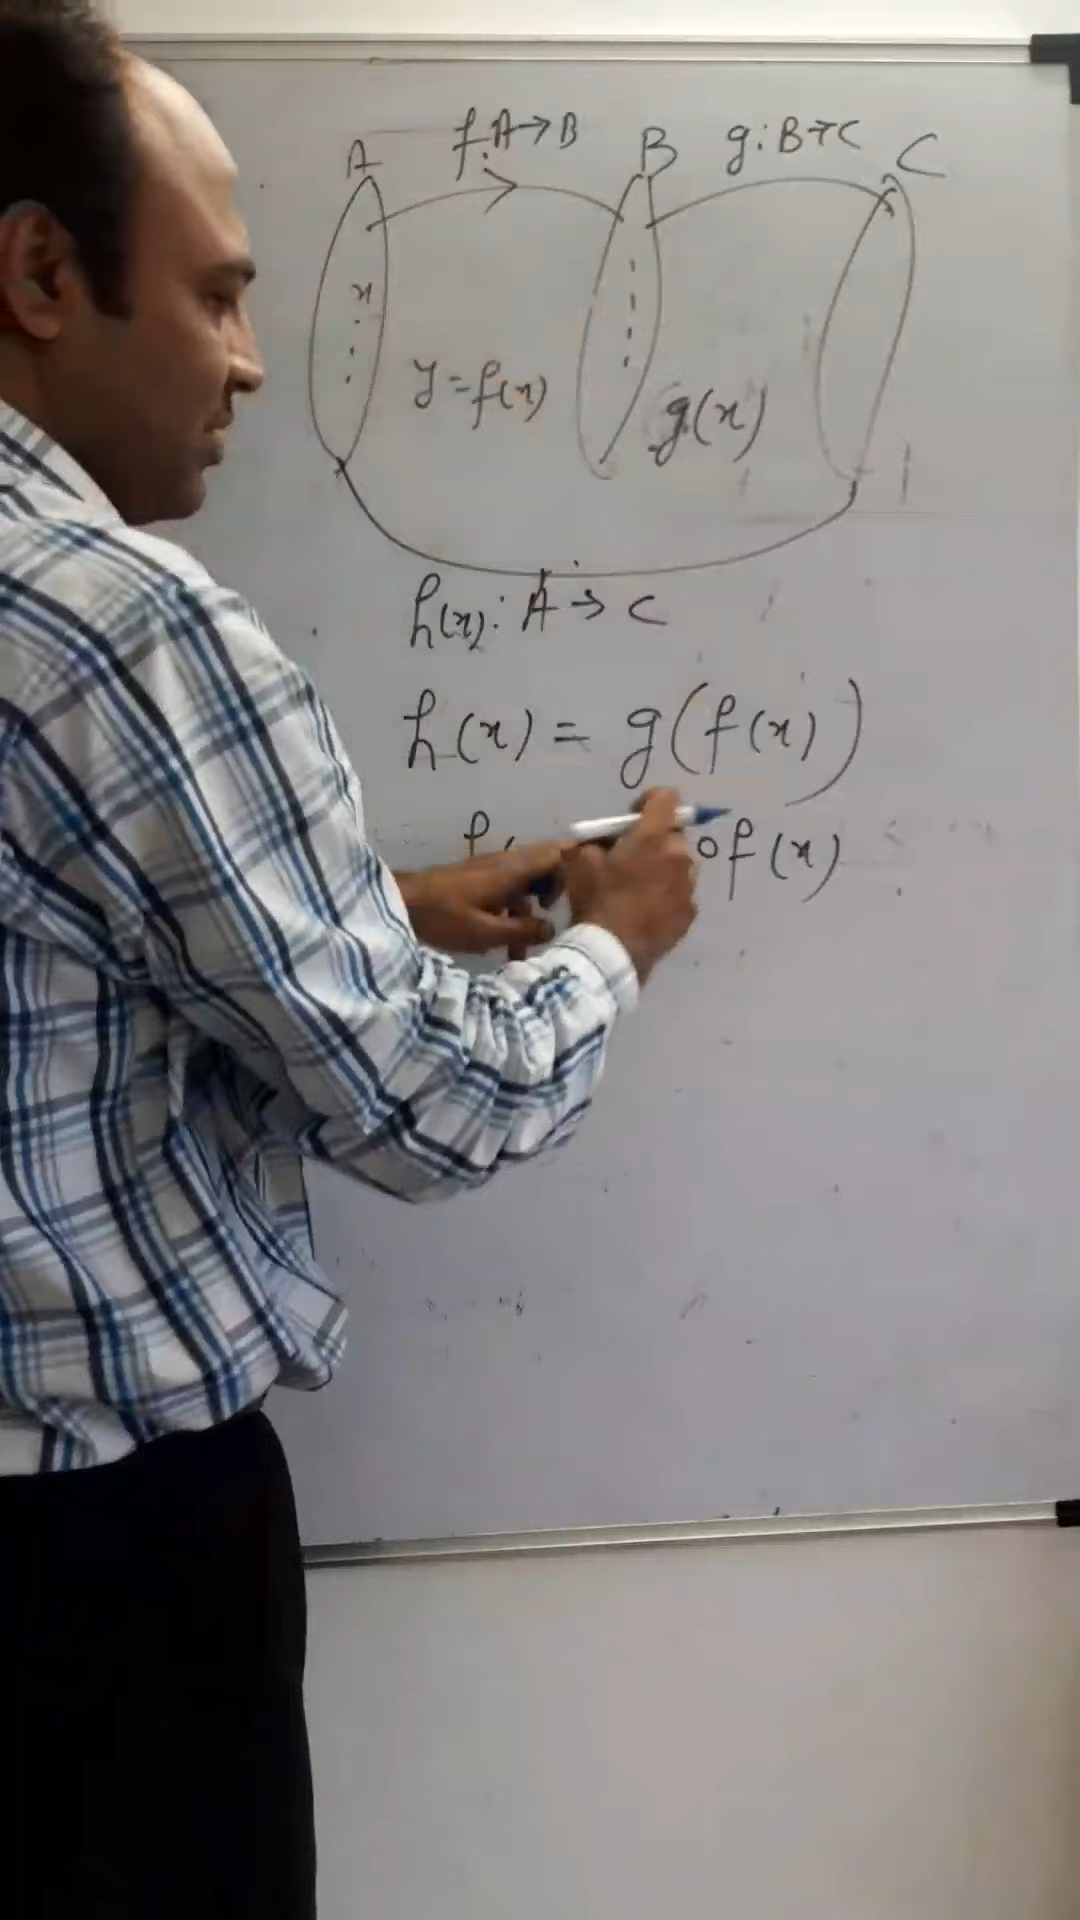 A f:A→B B g:B→C C
x
y=f(x)
g(x)
h(x): A→C
h(x) = g(f(x))
of(x)